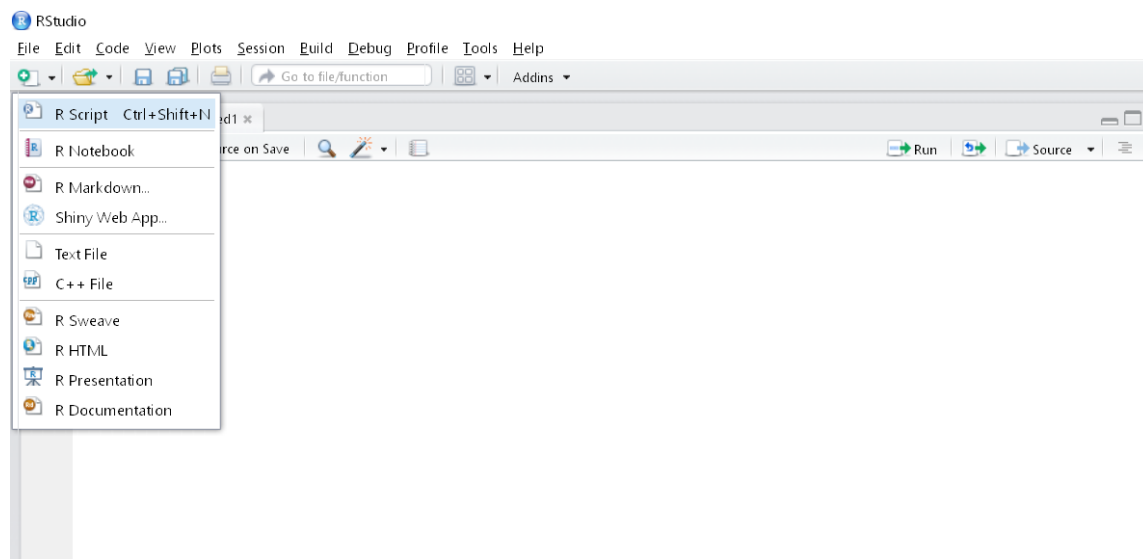 RStudio
File Edit Code View Plots Session Build Debug Profile Tools Help
Go to file/function Addins
R Script Ctrl+Shift+N
ed1
R Notebook
rce on Save Run Source
R Markdown...
Shiny Web App...
Text File
C++ File
R Sweave
R HTML
R Presentation
R Documentation